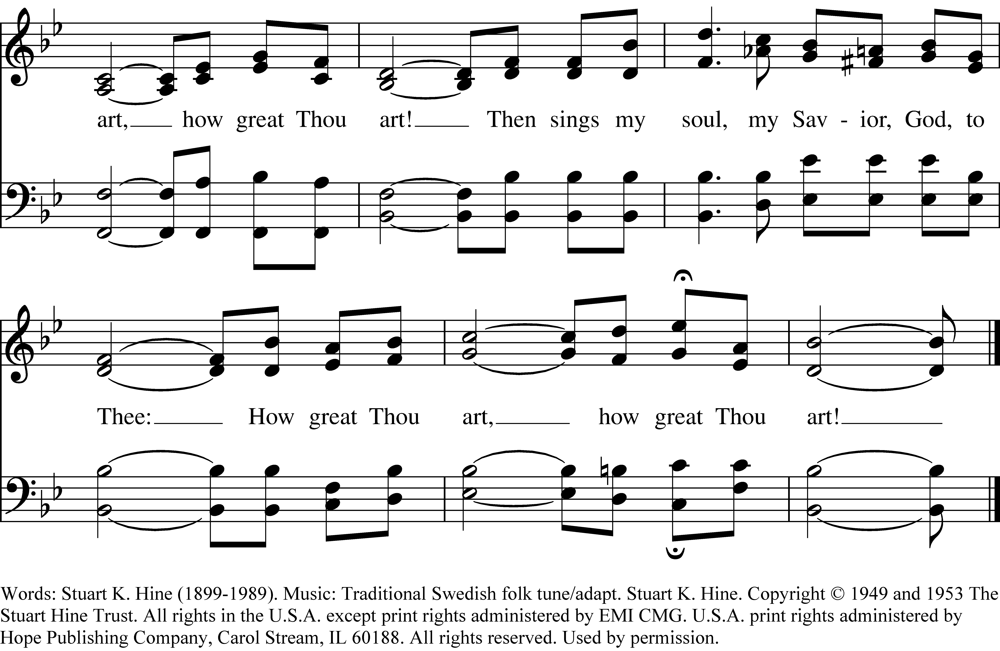 art, how great Thou art! Then sings my soul, my Sav - ior, God, to
Thee: How great Thou art, how great Thou art!
Words: Stuart K. Hine (1899-1989). Music: Traditional Swedish folk tune/adapt. Stuart K. Hine. Copyright © 1949 and 1953 The
Stuart Hine Trust. All rights in the U.S.A. except print rights administered by EMI CMG. U.S.A. print rights administered by
Hope Publishing Company, Carol Stream, IL 60188. All rights reserved. Used by permission.